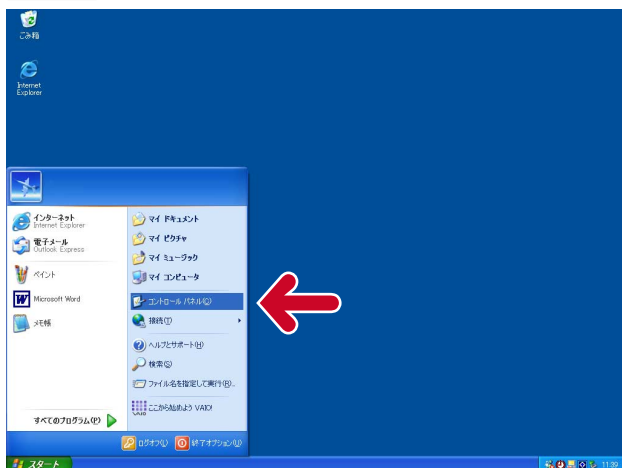 ごみ箱
Internet
Explorer
インターネット
Internet Explorer
電子メール
Outlook Express
ペイント
Microsoft Word
メモ帳
すべてのプログラム(P)
マイ ドキュメント
マイ ピクチャ
マイ ミュージック
マイ コンピュータ
コントロール パネル(C)
接続(T)
ヘルプとサポート(H)
検索(S)
ファイル名を指定して実行(R)...
VAIO
ここから始めよう VAIO!
ログオフ(L)
終了オプション(U)
スタート
11:39